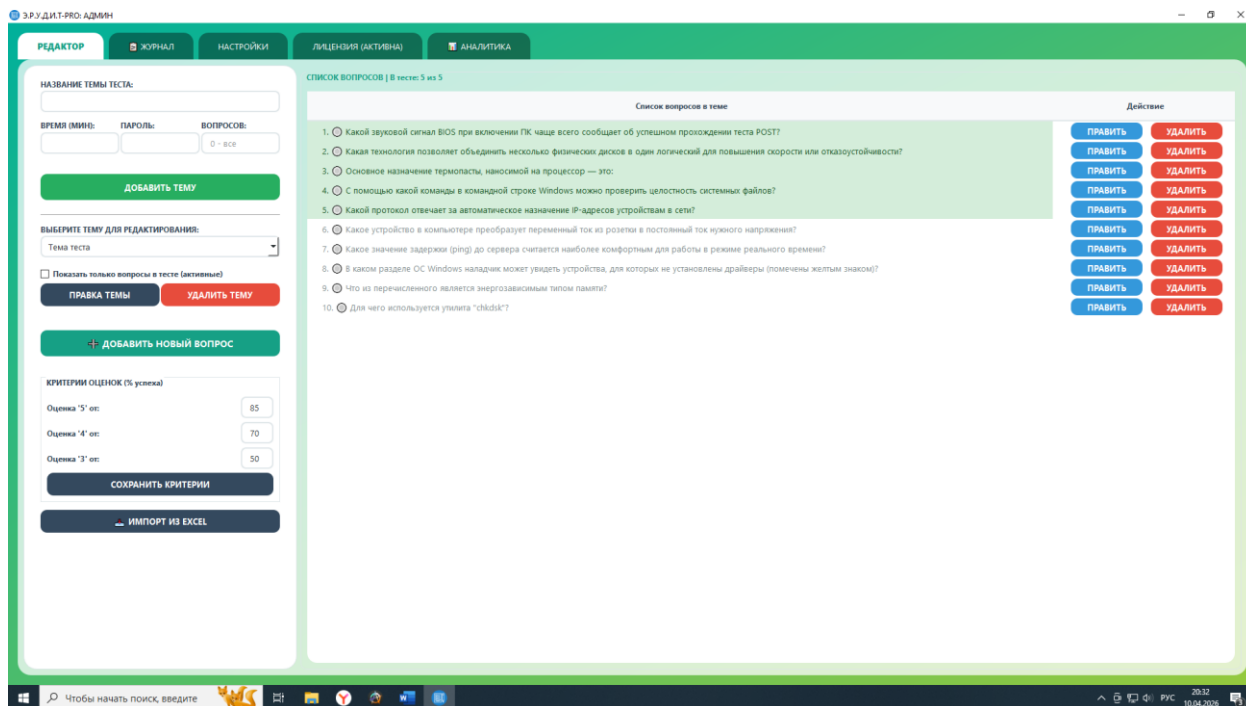 Э.Р.У.Д.И.Т-PRO: АДМИН
РЕДАКТОР
ЖУРНАЛ
НАСТРОЙКИ
ЛИЦЕНЗИЯ (АКТИВНА)
АНАЛИТИКА
НАЗВАНИЕ ТЕМЫ ТЕСТА:
ВРЕМЯ (МИН): ПАРОЛЬ: ВОПРОСОВ:
0 - все
ДОБАВИТЬ ТЕМУ
ВЫБЕРИТЕ ТЕМУ ДЛЯ РЕДАКТИРОВАНИЯ:
Тема теста
Показать только вопросы в тесте (активные)
ПРАВКА ТЕМЫ УДАЛИТЬ ТЕМУ
ДОБАВИТЬ НОВЫЙ ВОПРОС
КРИТЕРИИ ОЦЕНОК (% успеха)
Оценка '5' от: 85
Оценка '4' от: 70
Оценка '3' от: 50
СОХРАНИТЬ КРИТЕРИИ
ИМПОРТ ИЗ EXCEL
СПИСОК ВОПРОСОВ | В тесте: 5 из 5
Список вопросов в теме Действие
1. Какой звуковой сигнал BIOS при включении ПК чаще всего сообщает об успешном прохождении теста POST? ПРАВИТЬ УДАЛИТЬ
2. Какая технология позволяет объединить несколько физических дисков в один логический для повышения скорости или отказоустойчивости? ПРАВИТЬ УДАЛИТЬ
3. Основное назначение термопасты, наносимой на процессор — это: ПРАВИТЬ УДАЛИТЬ
4. С помощью какой команды в командной строке Windows можно проверить целостность системных файлов? ПРАВИТЬ УДАЛИТЬ
5. Какой протокол отвечает за автоматическое назначение IP-адресов устройствам в сети? ПРАВИТЬ УДАЛИТЬ
6. Какое устройство в компьютере преобразует переменный ток из розетки в постоянный ток нужного напряжения? ПРАВИТЬ УДАЛИТЬ
7. Какое значение задержки (ping) до сервера считается наиболее комфортным для работы в режиме реального времени? ПРАВИТЬ УДАЛИТЬ
8. В каком разделе ОС Windows наладчик может увидеть устройства, для которых не установлены драйверы (помечены желтым знаком)? ПРАВИТЬ УДАЛИТЬ
9. Что из перечисленного является энергозависимым типом памяти? ПРАВИТЬ УДАЛИТЬ
10. Для чего используется утилита "chkdsk"? ПРАВИТЬ УДАЛИТЬ
Чтобы начать поиск, введите
РУС
20:32
10.04.2026